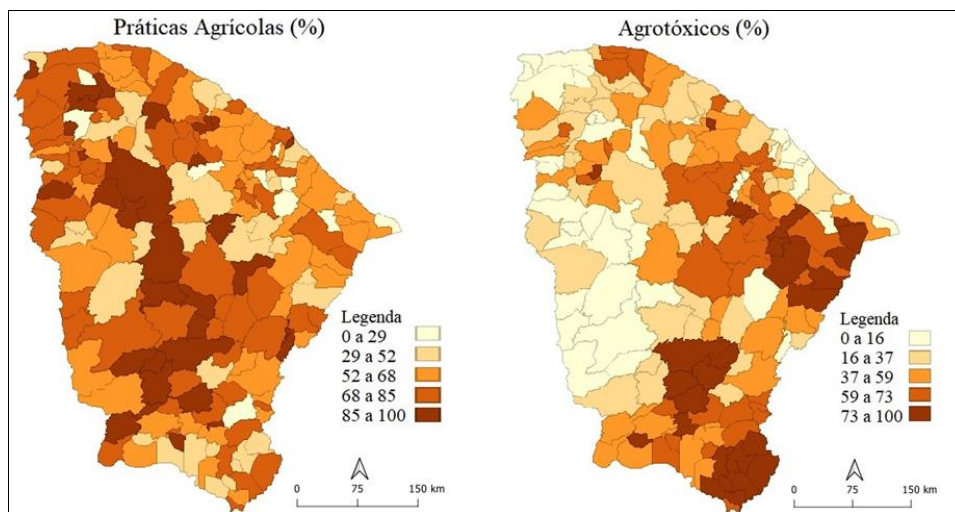 Práticas Agrícolas (%)
Legenda
0 a 29
29 a 52
52 a 68
68 a 85
85 a 100
0 75 150 km
Agrotóxicos (%)
Legenda
0 a 16
16 a 37
37 a 59
59 a 73
73 a 100
0 75 150 km